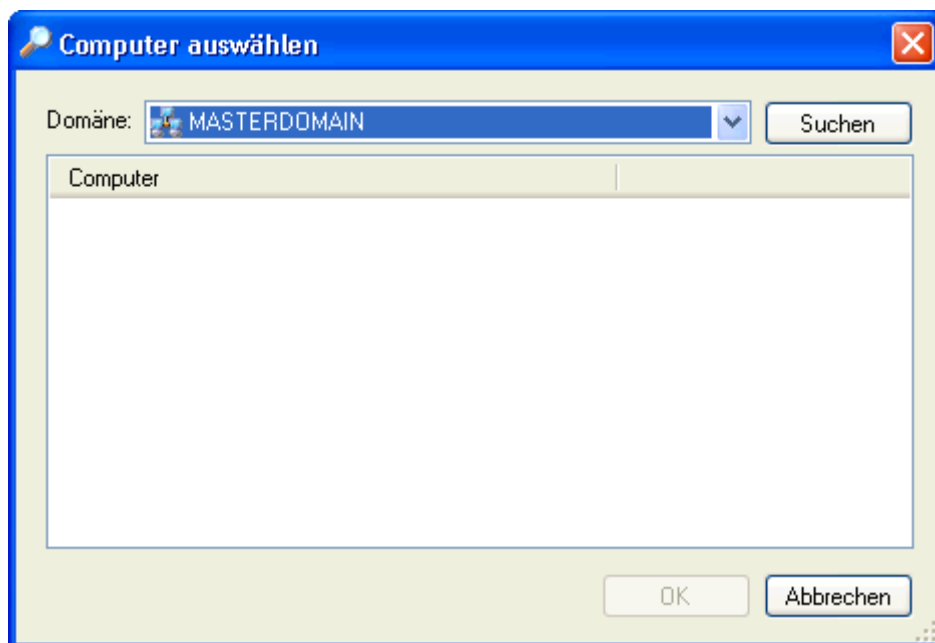 Computer auswählen
Domäne: MASTERDOMAIN Suchen
Computer
OK Abbrechen